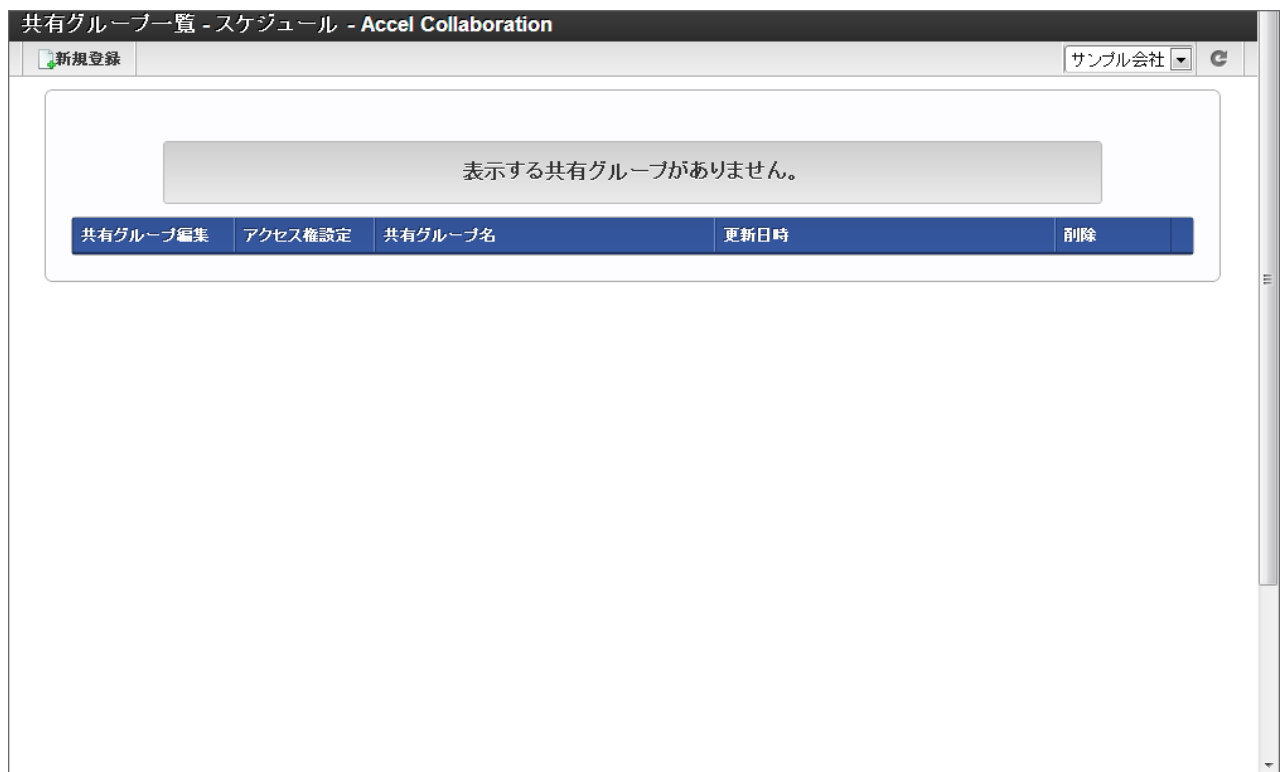 共有グループ一覧 - スケジュール - Accel Collaboration
新規登録 サンプル会社
表示する共有グループがありません。
共有グループ編集 アクセス権設定 共有グループ名 更新日時 削除